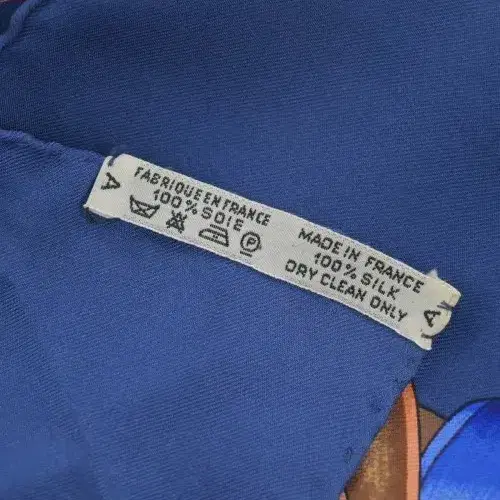 A
FABRIQUE EN FRANCE
100% SOIE
P
MADE IN FRANCE
100% SILK
DRY CLEAN ONLY
A